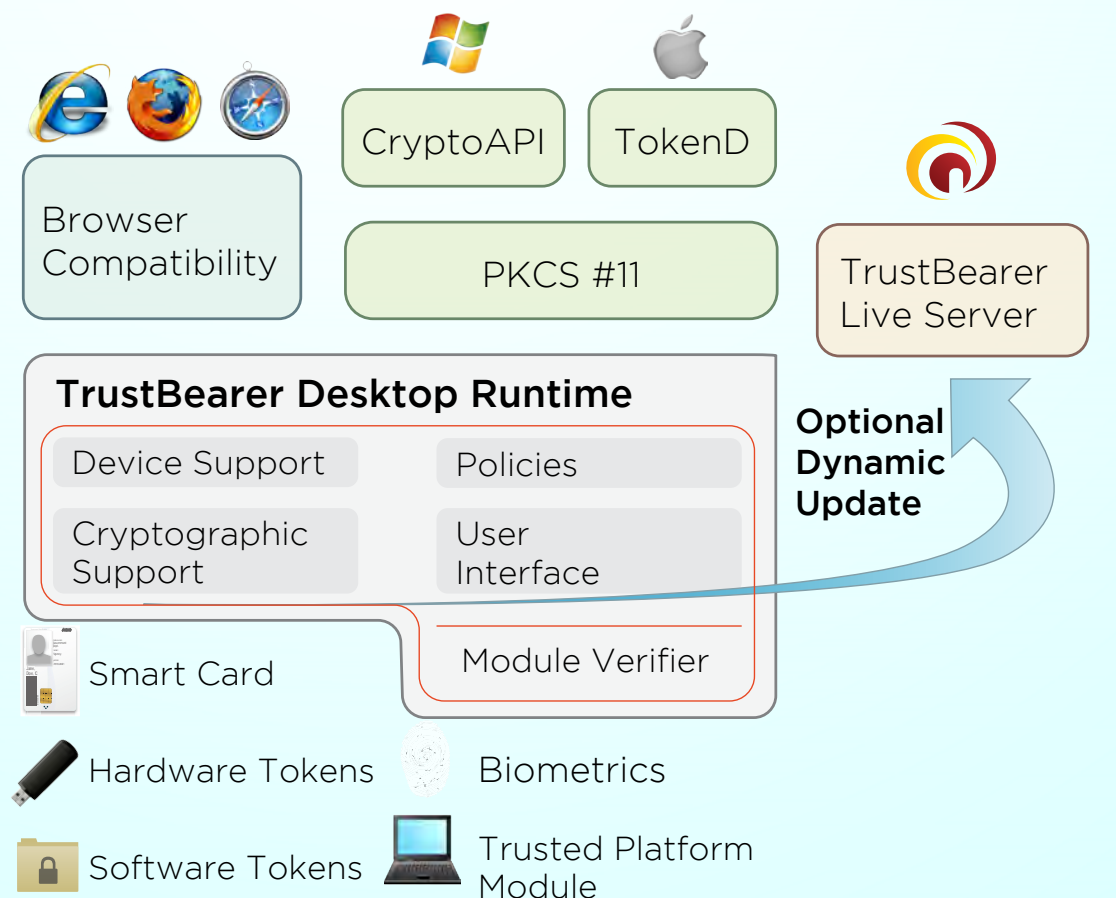 CryptoAPI
TokenD
Browser
Compatibility
PKCS #11
TrustBearer
Live Server
TrustBearer Desktop Runtime
Device Support
Policies
Cryptographic
Support
User
Interface
Optional
Dynamic
Update
Module Verifier
Smart Card
Hardware Tokens
Biometrics
Software Tokens
Trusted Platform
Module